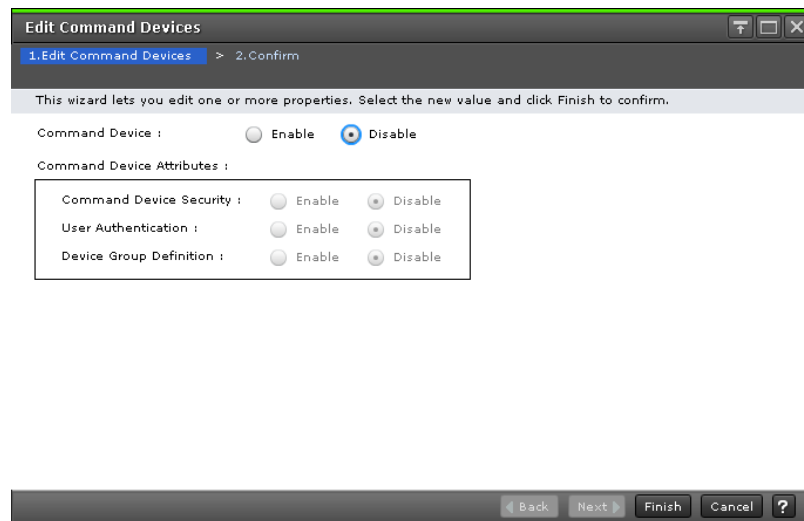 Edit Command Devices
1.Edit Command Devices > 2.Confirm
This wizard lets you edit one or more properties. Select the new value and click Finish to confirm.
Command Device : Enable Disable
Command Device Attributes :
Command Device Security : Enable Disable
User Authentication : Enable Disable
Device Group Definition : Enable Disable
Back Next Finish Cancel ?